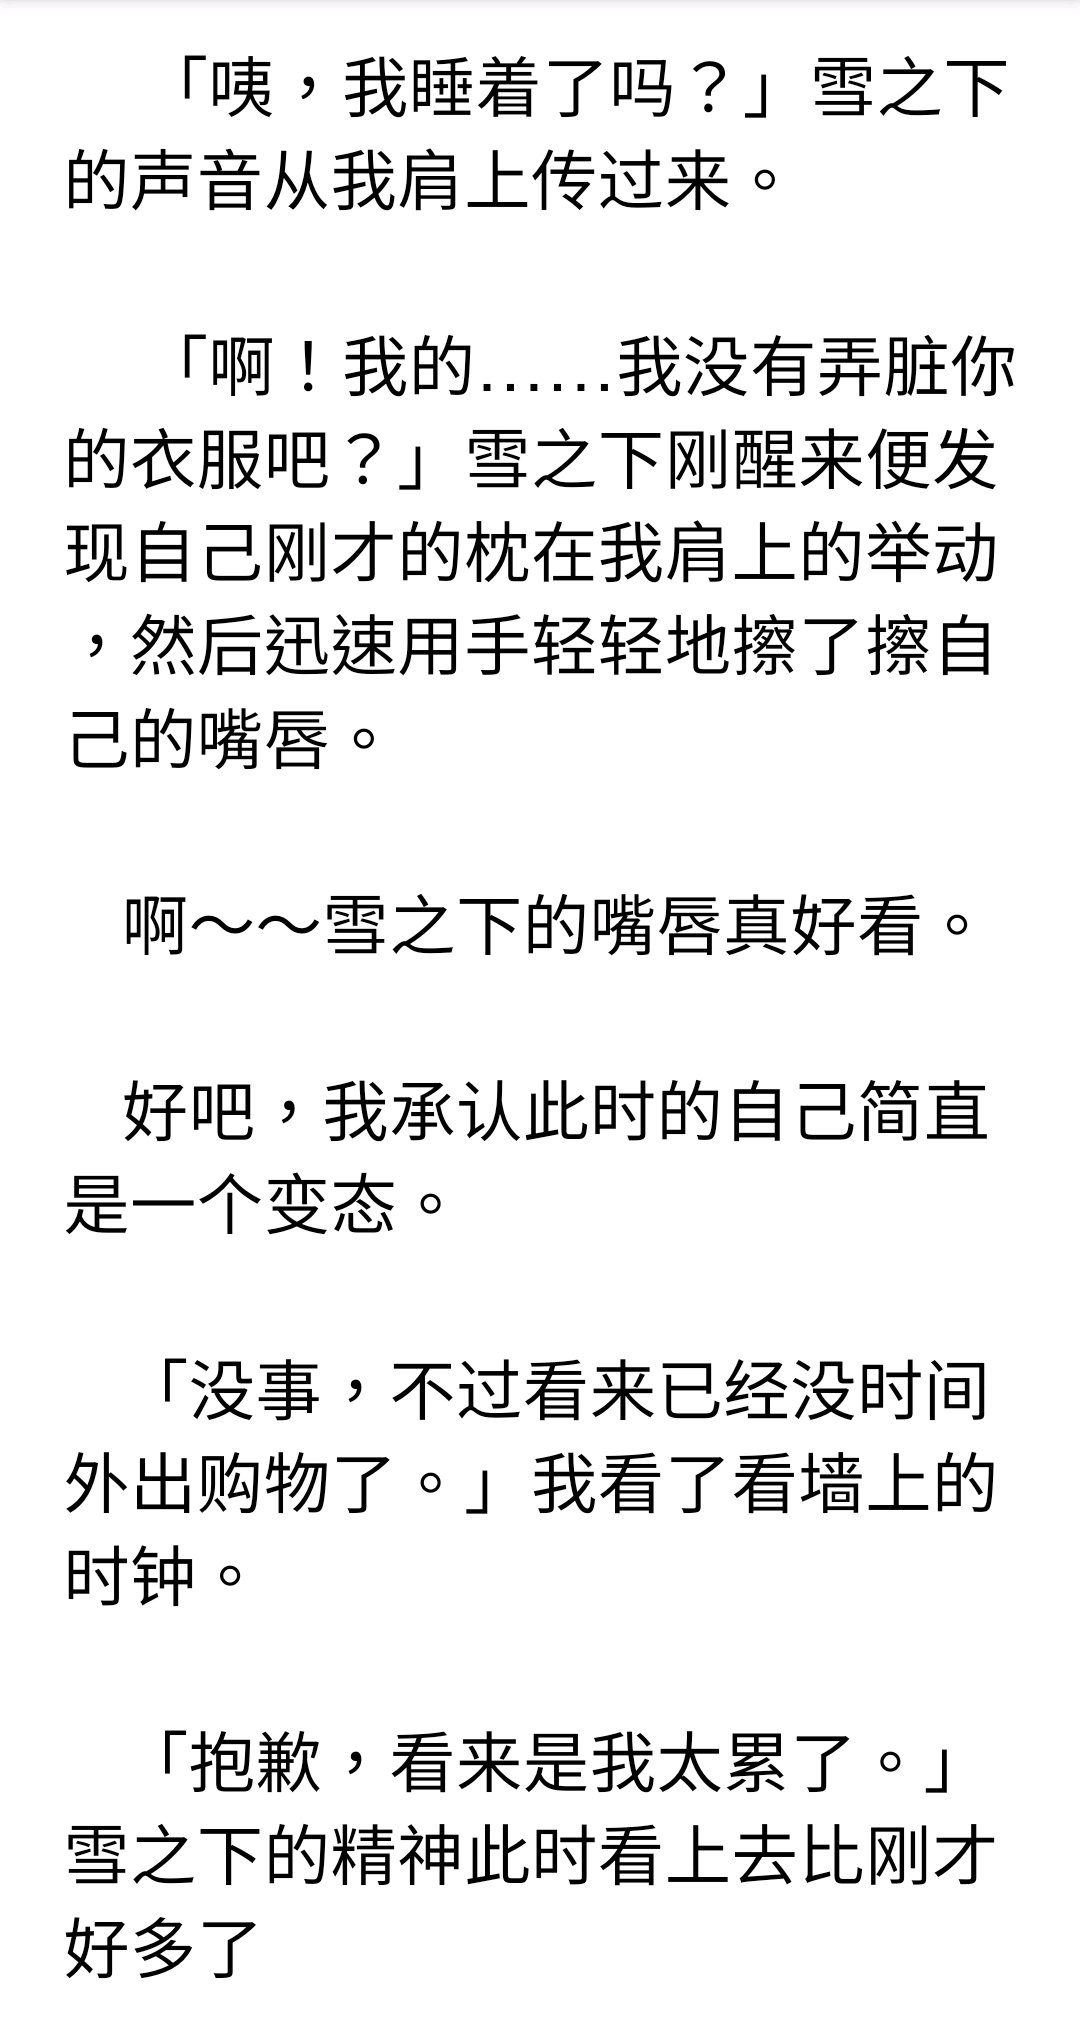 「咦，我睡着了吗？」雪之下
的声音从我肩上传过来。
「啊！我的……我没有弄脏你
的衣服吧？」雪之下刚醒来便发
现自己刚才的枕在我肩上的举动
，然后迅速用手轻轻地擦了擦自
己的嘴唇。
啊～～雪之下的嘴唇真好看。
好吧，我承认此时的自己简直
是一个变态。
「没事，不过看来已经没时间
外出购物了。」我看了看墙上的
时钟。
「抱歉，看来是我太累了。」
雪之下的精神此时看上去比刚才
好多了